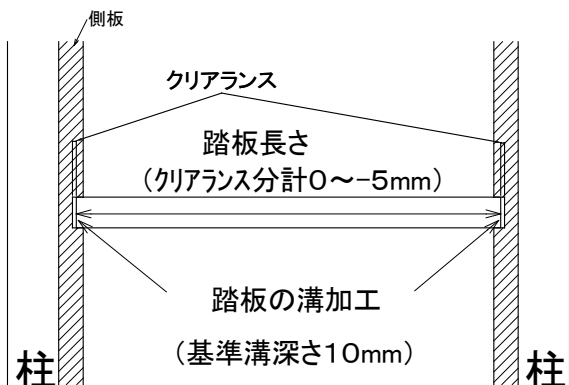 側板
クリアランス
踏板長さ
（クリアランス分計0～-5mm）
踏板の溝加工
（基準溝深さ10mm）
柱
柱